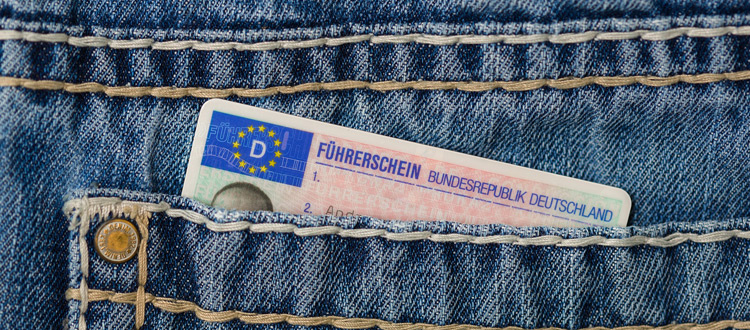 D
FÜHRERSCHEIN BUNDESREPUBLIK DEUTSCHLAND
1.
2.